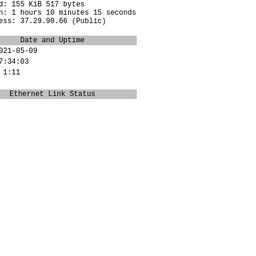 d: 155 KiB 517 bytes
n: 1 hours 10 minutes 15 seconds
ess: 37.29.90.66 (Public)
Date and Uptime
021-05-09
7:34:03
1:11
Ethernet Link Status